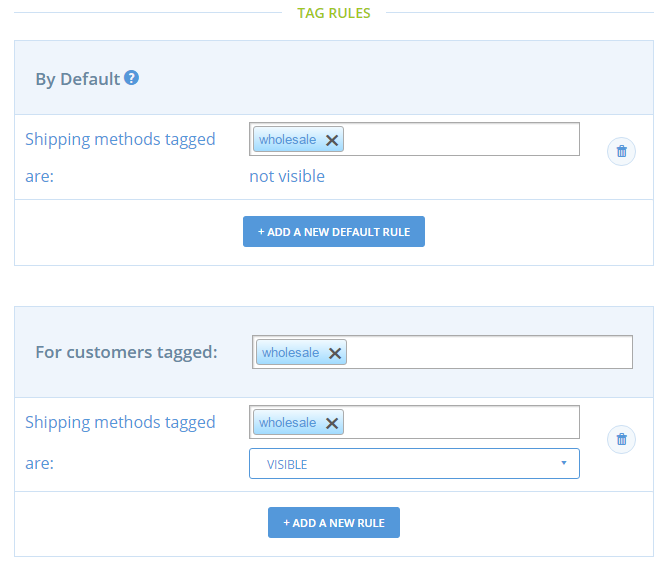 TAG RULES
By Default ?
Shipping methods tagged
wholesale
are:
not visible
+ ADD A NEW DEFAULT RULE
For customers tagged:
wholesale
Shipping methods tagged
wholesale
are:
VISIBLE
+ ADD A NEW RULE